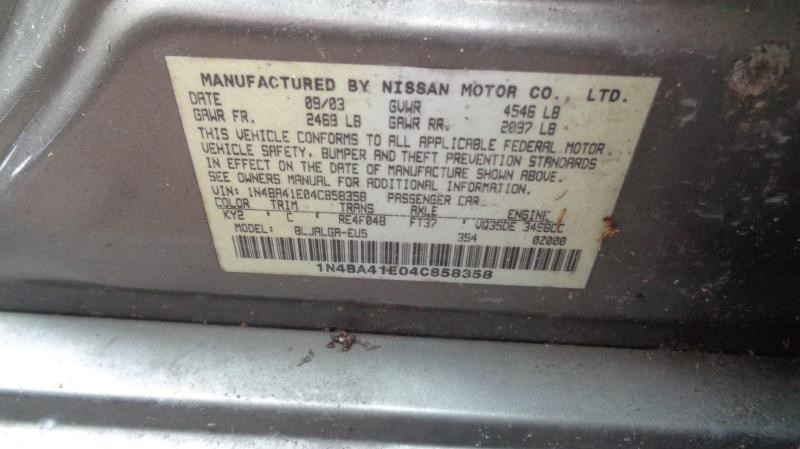 MANUFACTURED BY NISSAN MOTOR CO., LTD.
DATE 09/03 GVWR 4546 LB
GAWR FR. 2469 LB GAWR RR. 2097 LB
THIS VEHICLE CONFORMS TO ALL APPLICABLE FEDERAL MOTOR
VEHICLE SAFETY, BUMPER AND THEFT PREVENTION STANDARDS
IN EFFECT ON THE DATE OF MANUFACTURE SHOWN ABOVE.
SEE OWNERS MANUAL FOR ADDITIONAL INFORMATION.
VIN: 1N4BA41E04C858358 PASSENGER CAR
COLOR TRIM TRANS AXLE ENGINE
KY2 C RE4F04B FT37 VQ35DE 3498CC
MODEL: BLJALGA-EU5 354 02000
1N4BA41E04C858358